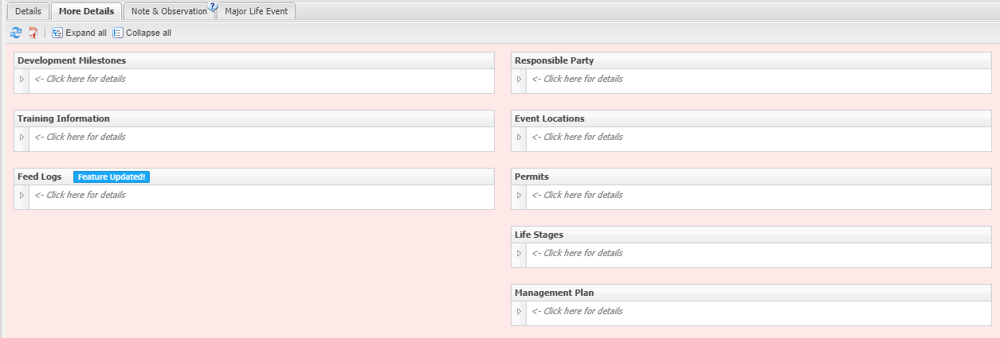 Details
More Details
Note & Observation
?
Major Life Event
Expand all
Collapse all
Development Milestones
<- Click here for details
Training Information
<- Click here for details
Feed Logs
Feature Updated!
<- Click here for details
Responsible Party
<- Click here for details
Event Locations
<- Click here for details
Permits
<- Click here for details
Life Stages
<- Click here for details
Management Plan
<- Click here for details